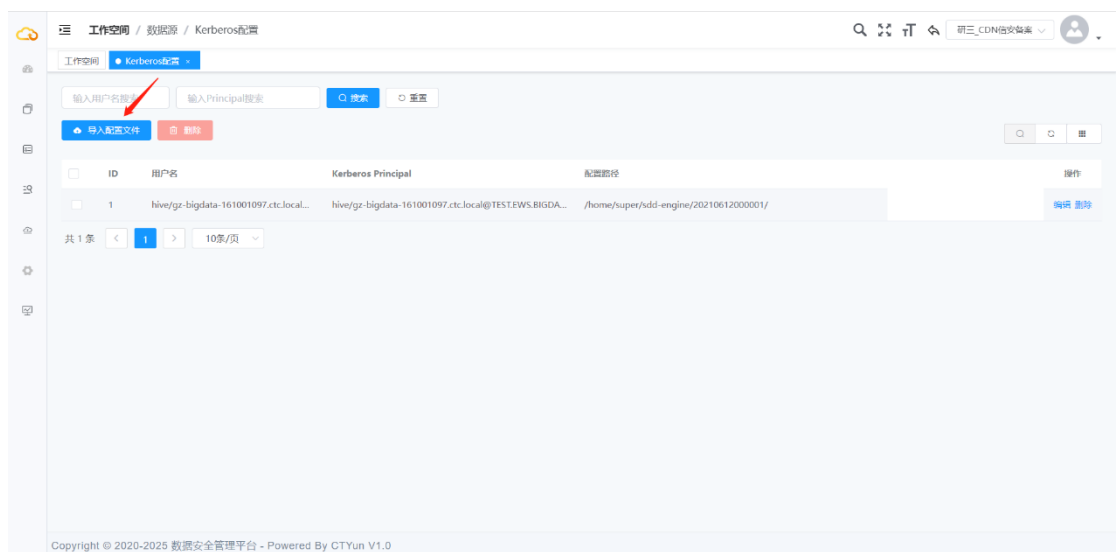 工作空间 / 数据源 / Kerberos配置
研三_CDN信安备案
工作空间 Kerberos配置 ×
输入用户名搜索 输入Principal搜索 搜索 重置
导入配置文件 删除
ID 用户名 Kerberos Principal 配置路径 操作
1 hive/gz-bigdata-161001097.ctc.local... hive/gz-bigdata-161001097.ctc.local@TEST.EWS.BIGDA... /home/super/sdd-engine/20210612000001/ 编辑 删除
共 1 条 < 1 > 10条/页
Copyright © 2020-2025 数据安全管理平台 - Powered By CTYun V1.0